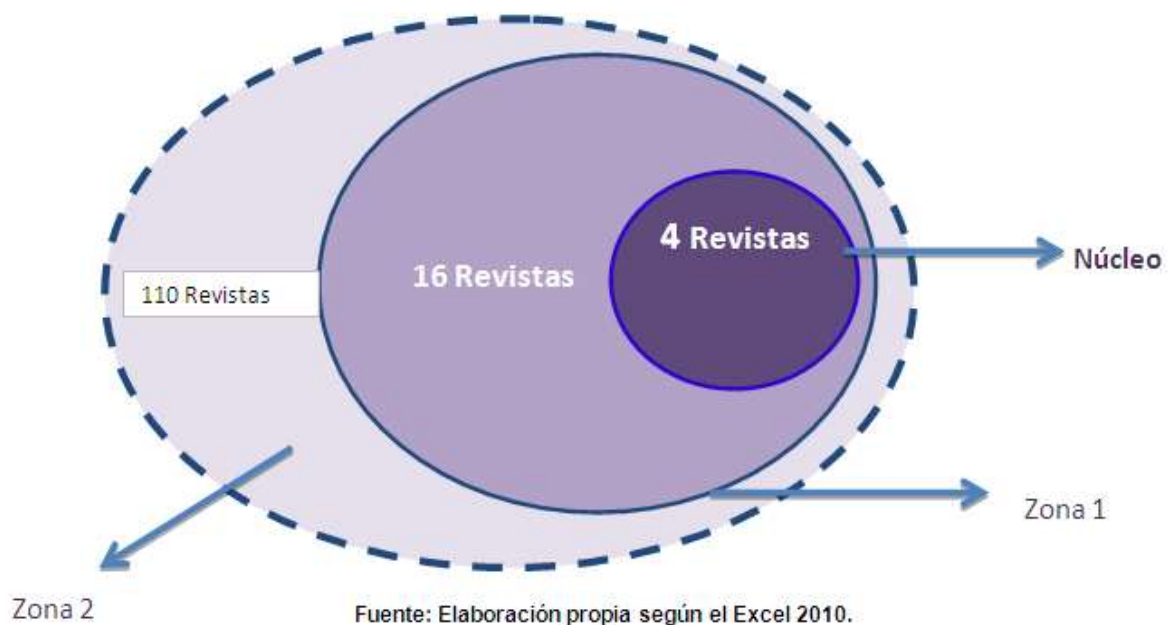 4 Revistas
Núcleo
16 Revistas
110 Revistas
Zona 1
Zona 2
Fuente: Elaboración propia según el Excel 2010.